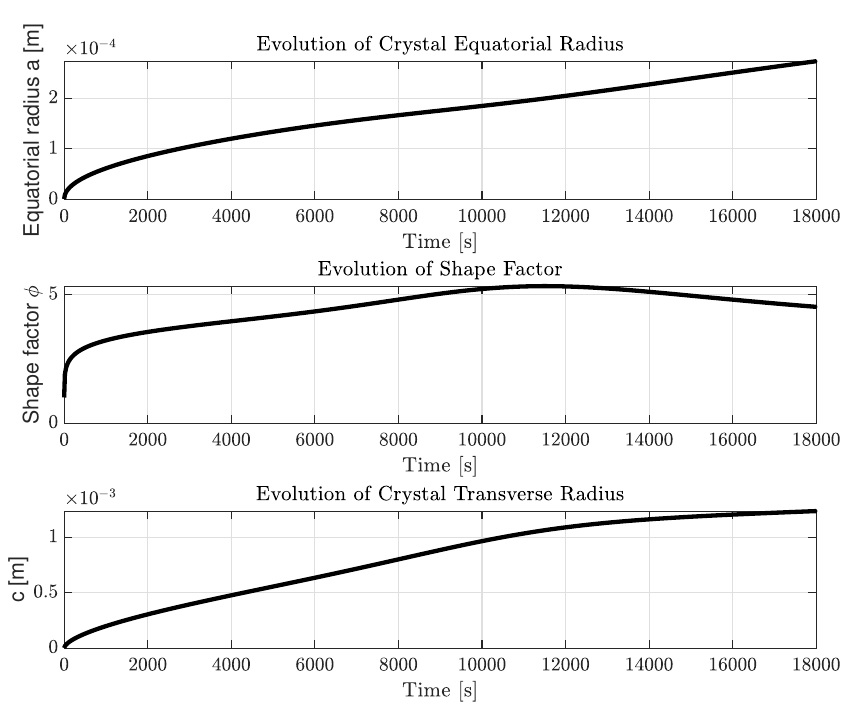 Evolution of Crystal Equatorial Radius
×10⁻⁴
Equatorial radius a [m]
2
1
0
0 2000 4000 6000 8000 10000 12000 14000 16000 18000
Time [s]
Evolution of Shape Factor
Shape factor ϕ
5
0
0 2000 4000 6000 8000 10000 12000 14000 16000 18000
Time [s]
Evolution of Crystal Transverse Radius
×10⁻³
c [m]
1
0.5
0
0 2000 4000 6000 8000 10000 12000 14000 16000 18000
Time [s]